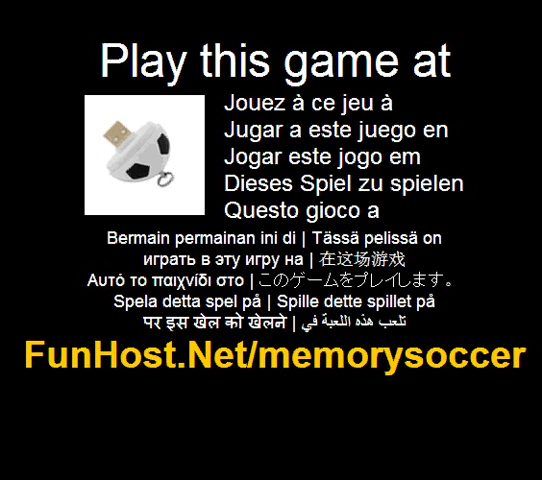 Play this game at
Jouez à ce jeu à
Jugar a este juego en
Jogar este jogo em
Dieses Spiel zu spielen
Questo gioco a
Bermain permainan ini di | Tässä pelissä on
играть в эту игру на | 在这场游戏
Αυτό το παιχνίδι στο | このゲームをプレイします。
Spela detta spel på | Spille dette spillet på
पर इस खेल को खेलने | تلعب هذه اللعبة في
FunHost.Net/memorysoccer